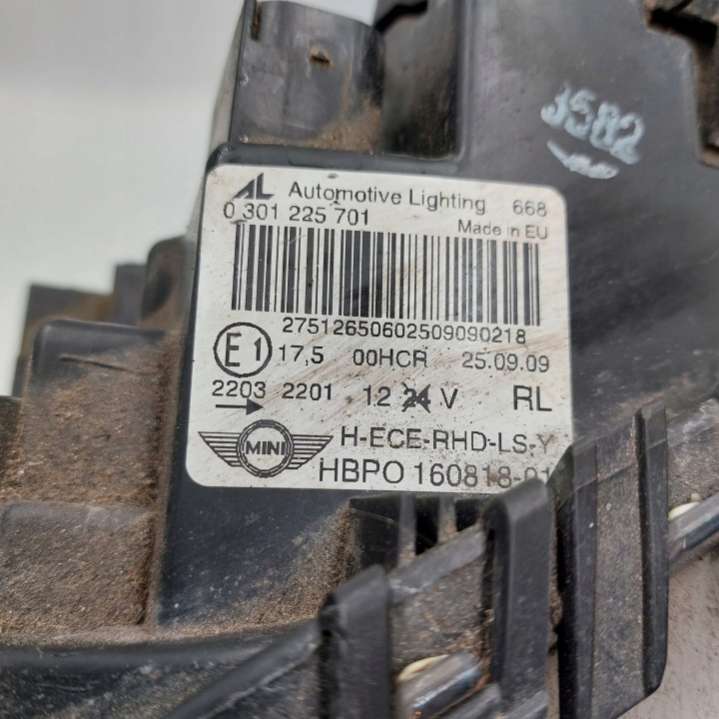 3582
AL Automotive Lighting 668
0 301 225 701 Made in EU
27512650602509090218
E1 17,5 00HCR 25.09.09
2203 2201 12 24 V RL
MINI H-ECE-RHD-LS-Y
HBPO 160818-01